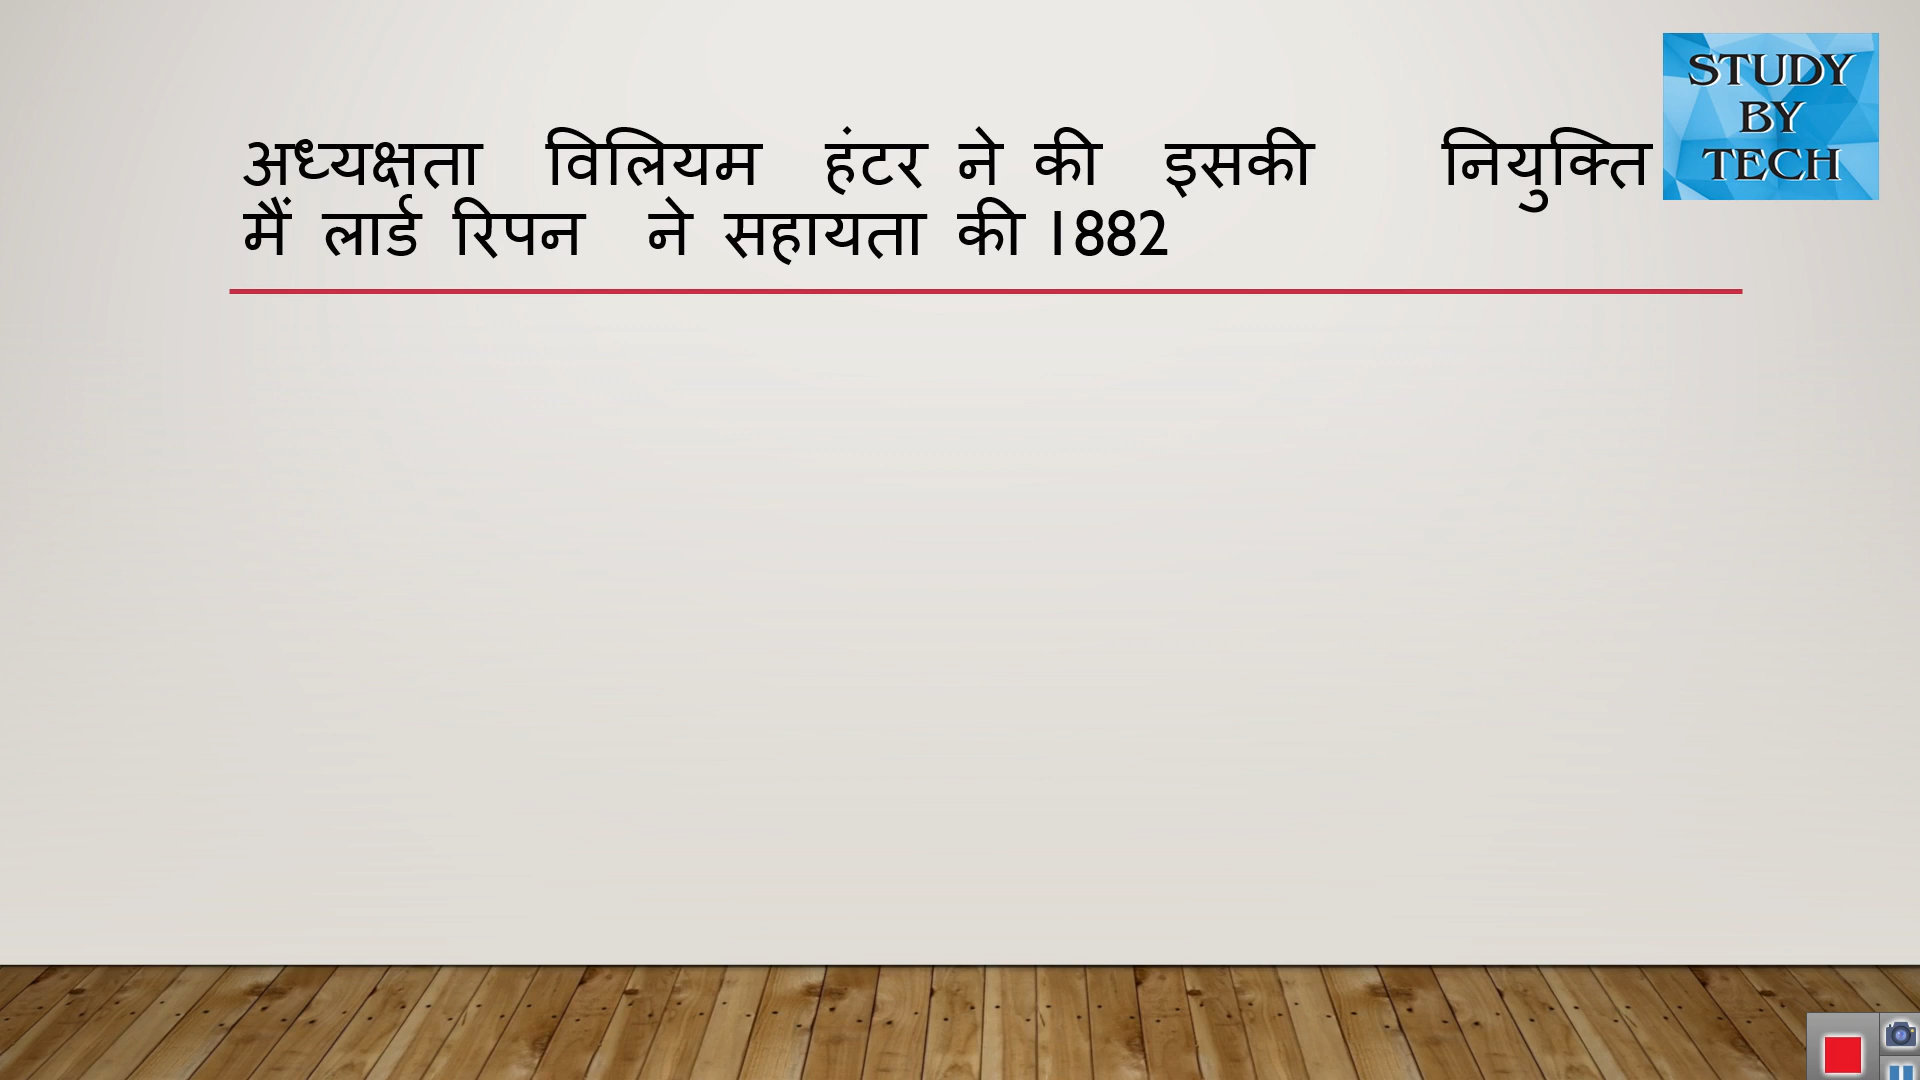 अध्यक्षता विलियम हंटर ने की इसकी नियुक्ति
मैं लार्ड रिपन ने सहायता की 1882
STUDY
BY
TECH